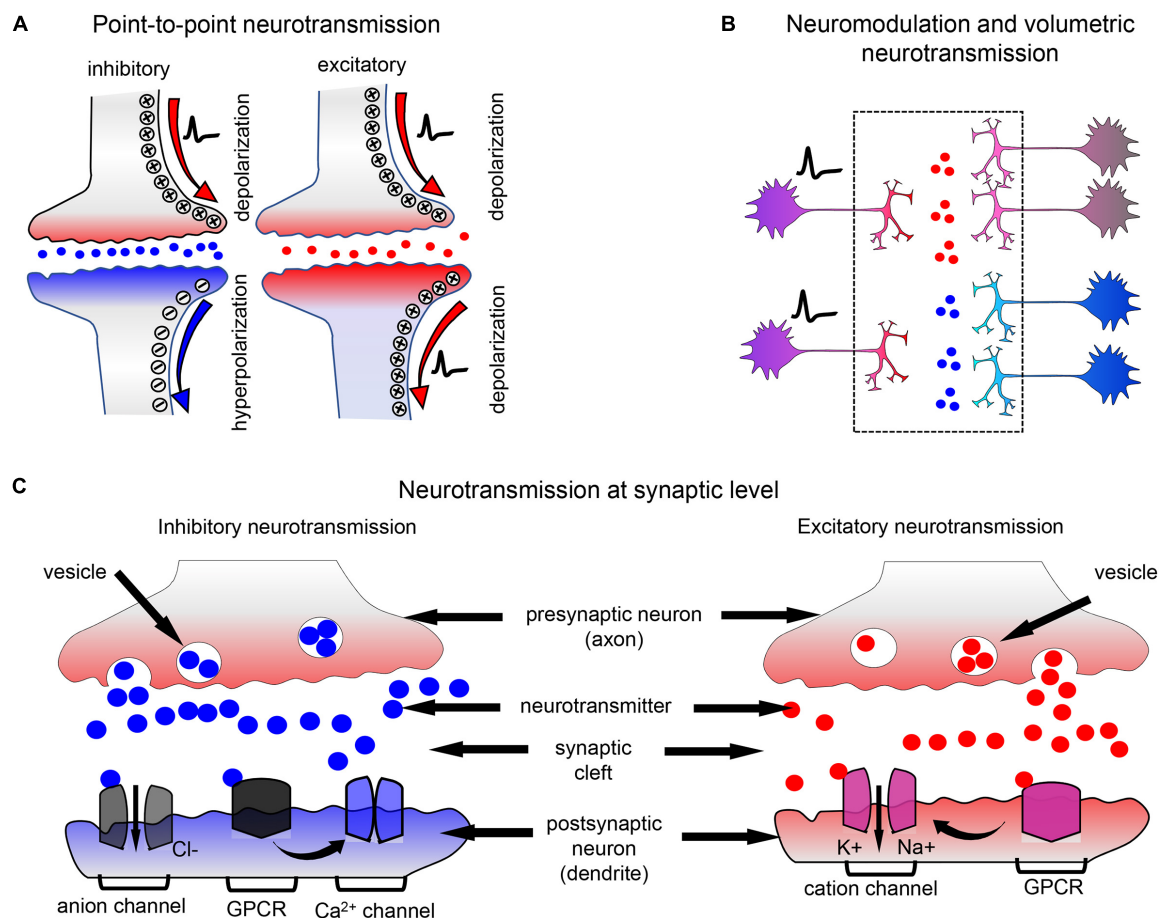 A
Point-to-point neurotransmission
inhibitory
excitatory
depolarization
depolarization
hyperpolarization
depolarization
B
Neuromodulation and volumetric
neurotransmission
C
Neurotransmission at synaptic level
Inhibitory neurotransmission
Excitatory neurotransmission
vesicle
vesicle
presynaptic neuron
(axon)
neurotransmitter
synaptic
cleft
postsynaptic
neuron
(dendrite)
Cl-
K+
Na+
anion channel
GPCR
Ca²⁺ channel
cation channel
GPCR